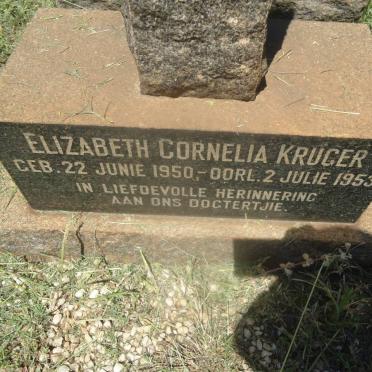 ELIZABETH CORNELIA KRUGER
GEB. 22 JUNIE 1950,-OORL. 2 JULIE 1953
IN LIEFDEVOLLE HERINNERING
AAN ONS DOGTERTJIE.